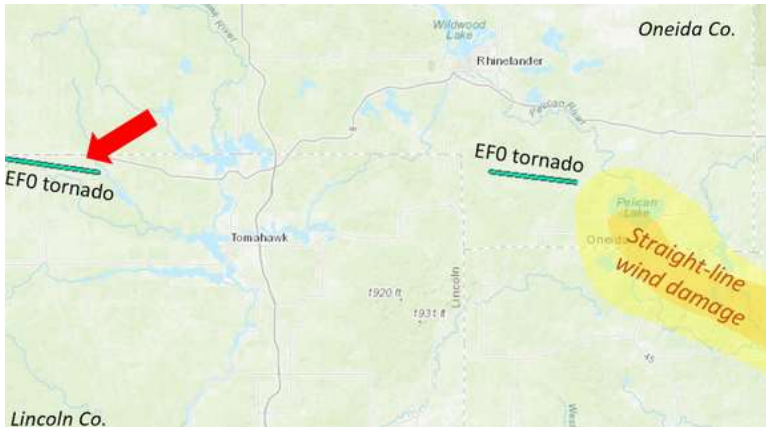 Wildwood
Lake
Oneida Co.
Rhinelander
Pelican River
8
EF0 tornado
EF0 tornado
Pelican
Lake
Tomahawk
Oneida
Straight-line
wind damage
Lincoln
1920 ft
1931 ft
45
Lincoln Co.